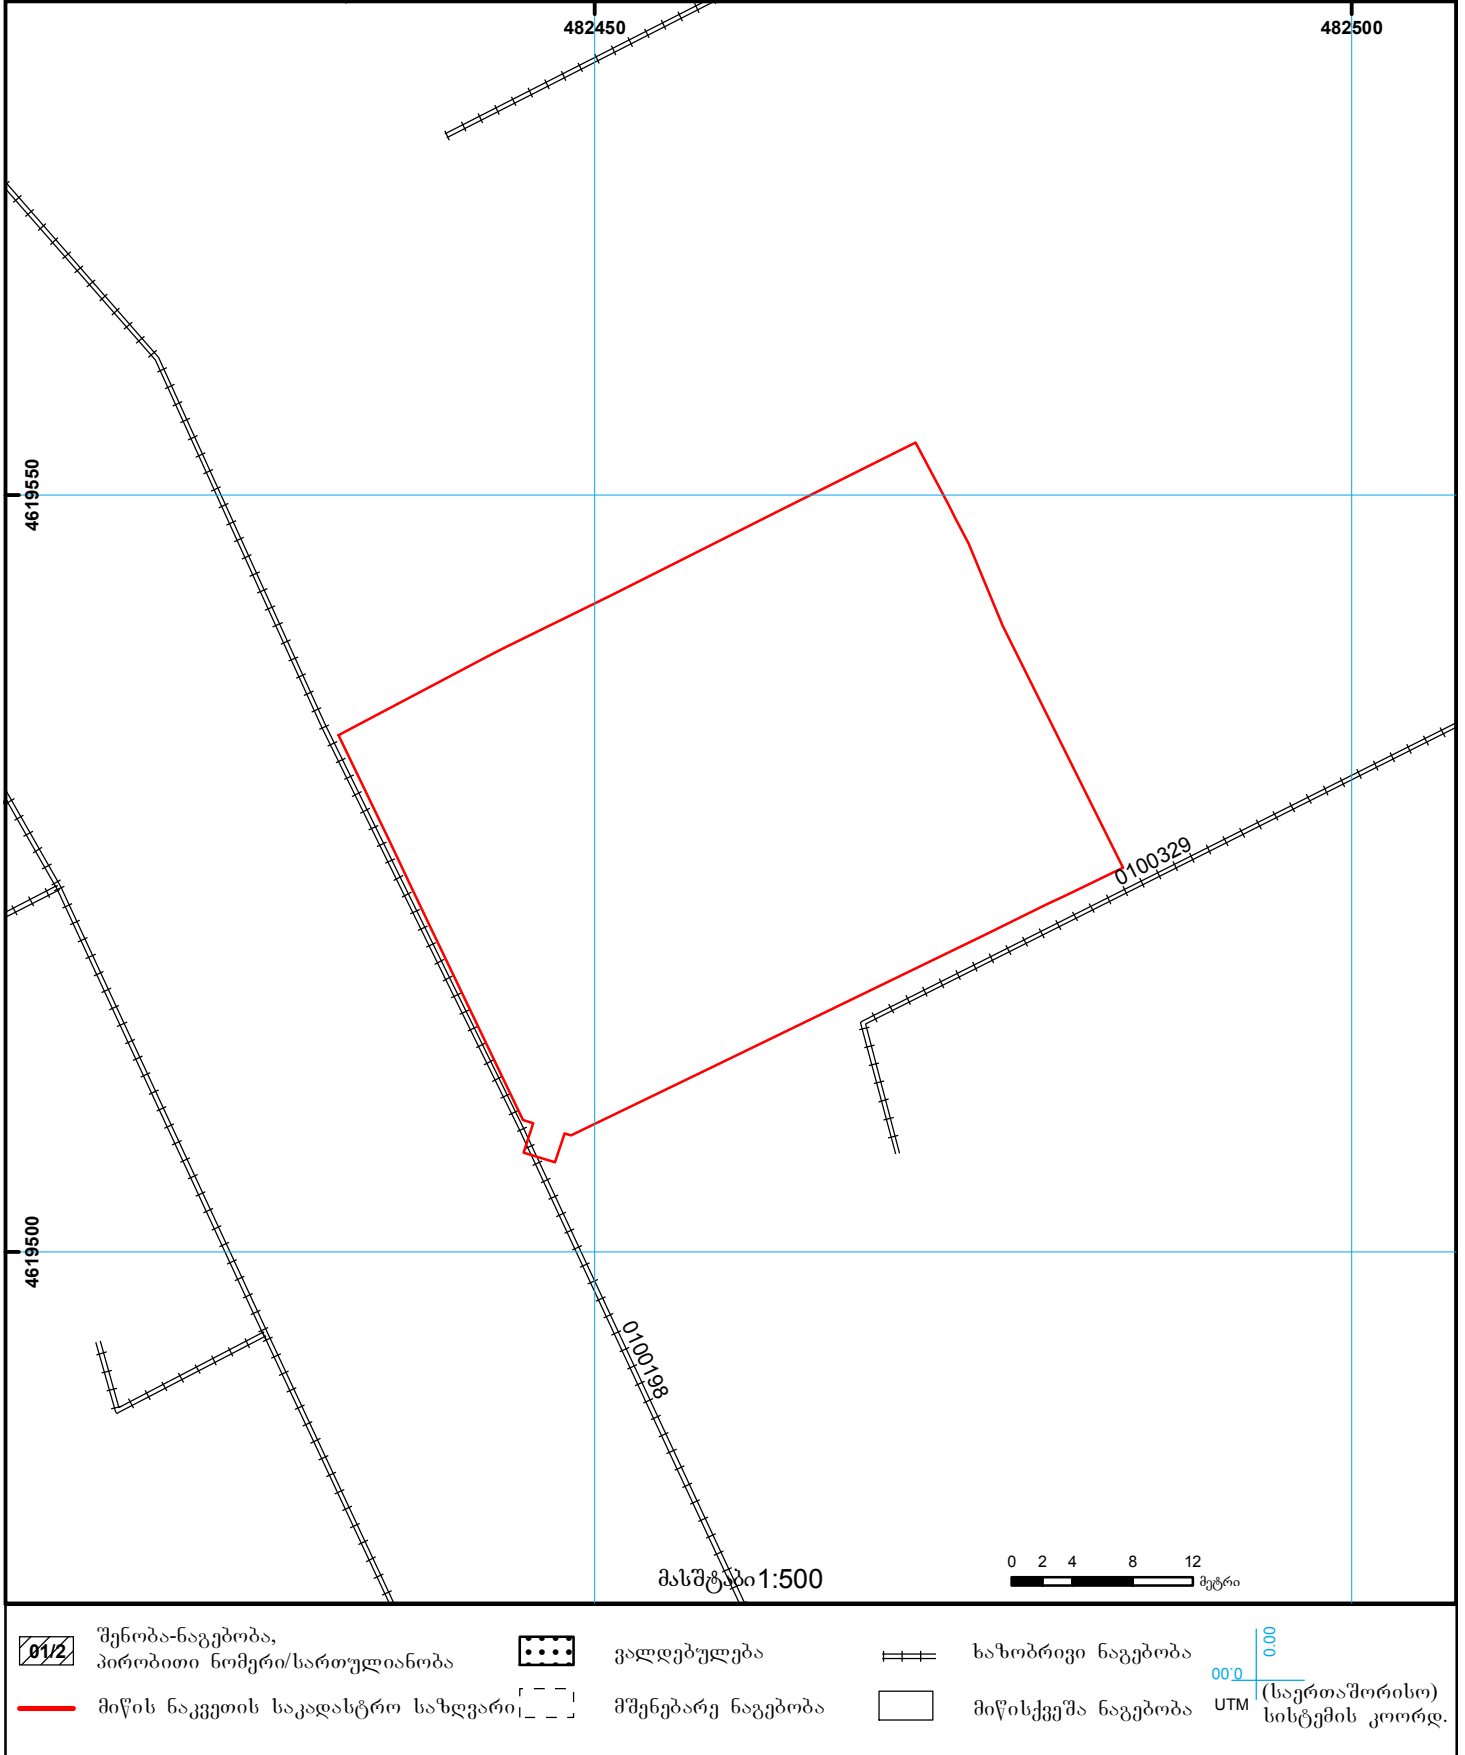 482450
482500
4619550
0100329
4619500
0100198
მასშტაბი 1:500
0 2 4 8 12
მეტრი
01/2
შენობა-ნაგებობა,
პირობითი ნომერი/სართულიანობა
ვალდებულება
ხაზობრივი ნაგებობა
00.0
00.0
მიწის ნაკვეთის საკადასტრო საზღვარი
მშენებარე ნაგებობა
მიწისქვეშა ნაგებობა
UTM
(საერთაშორისო)
სისტემის კოორდ.